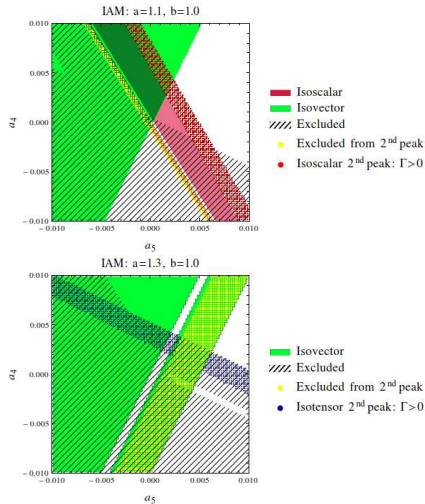 IAM: a=1.1, b=1.0
0.010
0.005
0.000
-0.005
-0.010
a4
-0.010 -0.005 0.000 0.005 0.010
a5
Isoscalar
Isovector
Excluded
Excluded from 2nd peak
Isoscalar 2nd peak: Γ>0
IAM: a=1.3, b=1.0
0.010
0.005
0.000
-0.005
-0.010
a4
-0.010 -0.005 0.000 0.005 0.010
a5
Isovector
Excluded
Excluded from 2nd peak
Isotensor 2nd peak: Γ>0